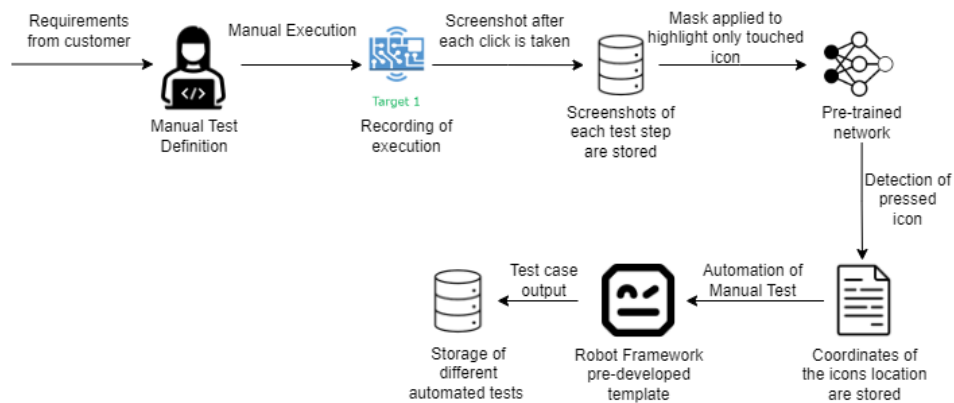 Requirements
from customer
Manual Test
Definition
</>
Manual Execution
Target 1
Recording of
execution
Screenshot after
each click is taken
Screenshots of
each test step
are stored
Mask applied to
highlight only touched
icon
Pre-trained
network
Detection of
pressed
icon
Coordinates of
the icons location
are stored
Automation of
Manual Test
Robot Framework
pre-developed
template
Test case
output
Storage of
different
automated tests